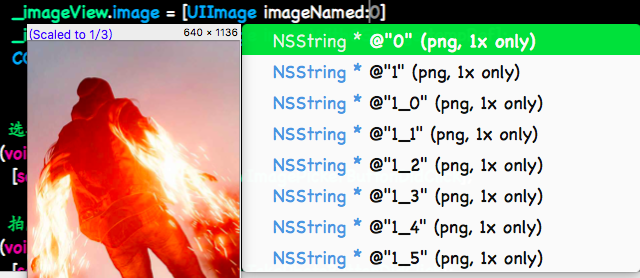 _imageView.image = [UIImage imageNamed:0]
(Scaled to 1/3) 640 × 1136
NSString * @"0" (png, 1x only)
NSString * @"1" (png, 1x only)
NSString * @"1_0" (png, 1x only)
NSString * @"1_1" (png, 1x only)
NSString * @"1_2" (png, 1x only)
NSString * @"1_3" (png, 1x only)
NSString * @"1_4" (png, 1x only)
NSString * @"1_5" (png, 1x only)
_i
选
(voi
[s
拍
(voi